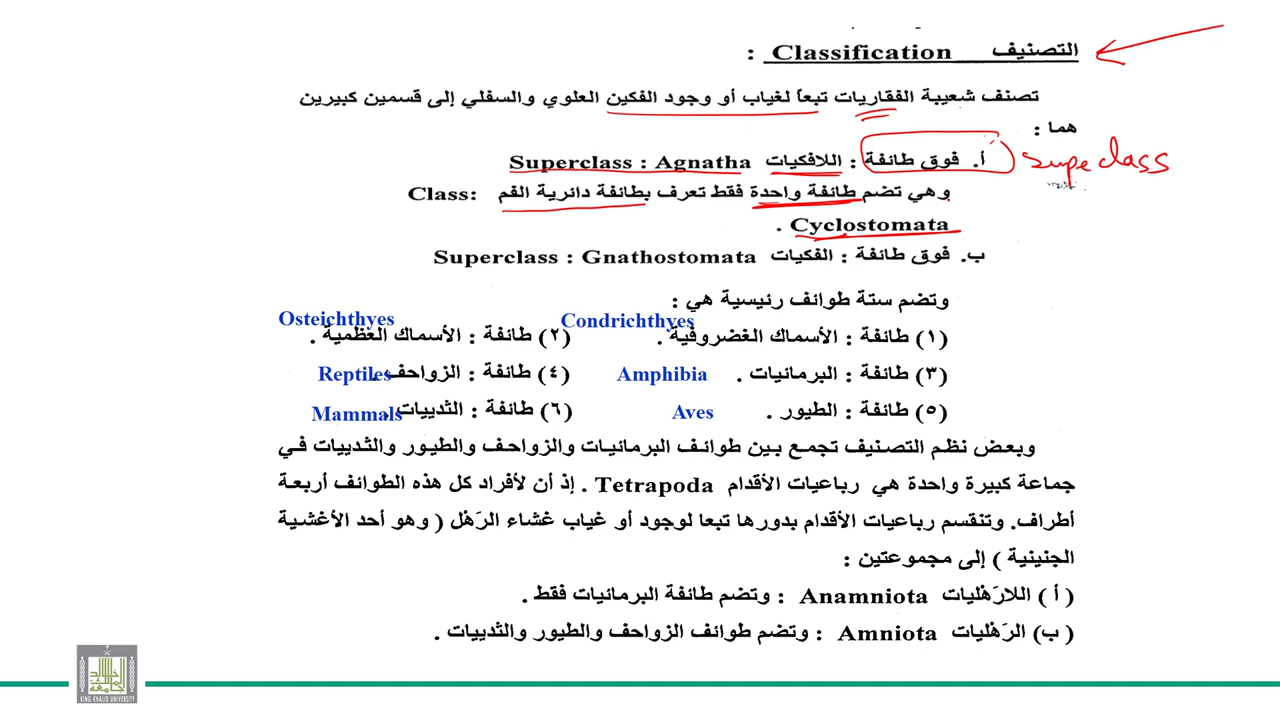 التصنيف Classification :
تصنف شعيبة الفقاريات تبعاً لغياب أو وجود الفكين العلوي والسفلي إلى قسمين كبيرين
هما :
أ. فوق طائفة : اللافكيات Superclass : Agnatha
Supeclass
وهي تضم طائفة واحدة فقط تعرف بطائفة دائرية الفم Class:
Cyclostomata .
ب. فوق طائفة : الفكيات Superclass : Gnathostomata
وتضم ستة طوائف رئيسية هي :
Condrichthyes Osteichthyes
(١) طائفة : الأسماك الغضروفية . (٢) طائفة : الأسماك العظمية .
(٣) طائفة : البرمائيات . Amphibia (٤) طائفة : الزواحف . Reptiles
(٥) طائفة : الطيور . Aves (٦) طائفة : الثدييات . Mammals
وبعض نظم التصنيف تجمع بين طوائف البرمائيات والزواحف والطيور والثدييات في
جماعة كبيرة واحدة هي رباعيات الأقدام Tetrapoda . إذ أن لأفراد كل هذه الطوائف أربعة
أطراف. وتنقسم رباعيات الأقدام بدورها تبعا لوجود أو غياب غشاء الرَهْل ( وهو أحد الأغشية
الجنينية ) إلى مجموعتين :
( أ ) اللارَهْليات Anamniota : وتضم طائفة البرمائيات فقط .
( ب) الرَهْليات Amniota : وتضم طوائف الزواحف والطيور والثدييات .
KING KHALID UNIVERSITY